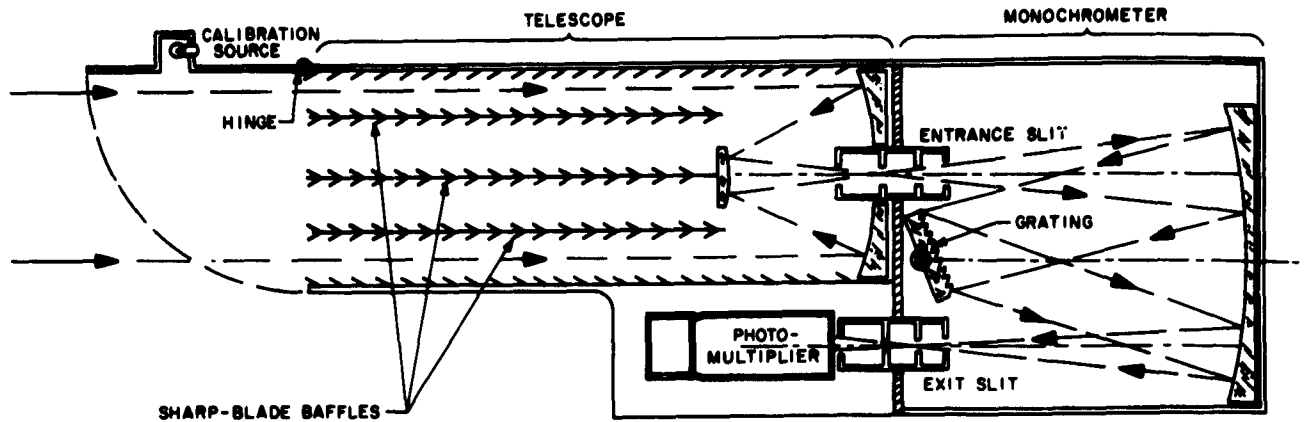 TELESCOPE
MONOCHROMETER
CALIBRATION
SOURCE
HINGE
ENTRANCE SLIT
GRATING
PHOTO-
MULTIPLIER
EXIT SLIT
SHARP-BLADE BAFFLES